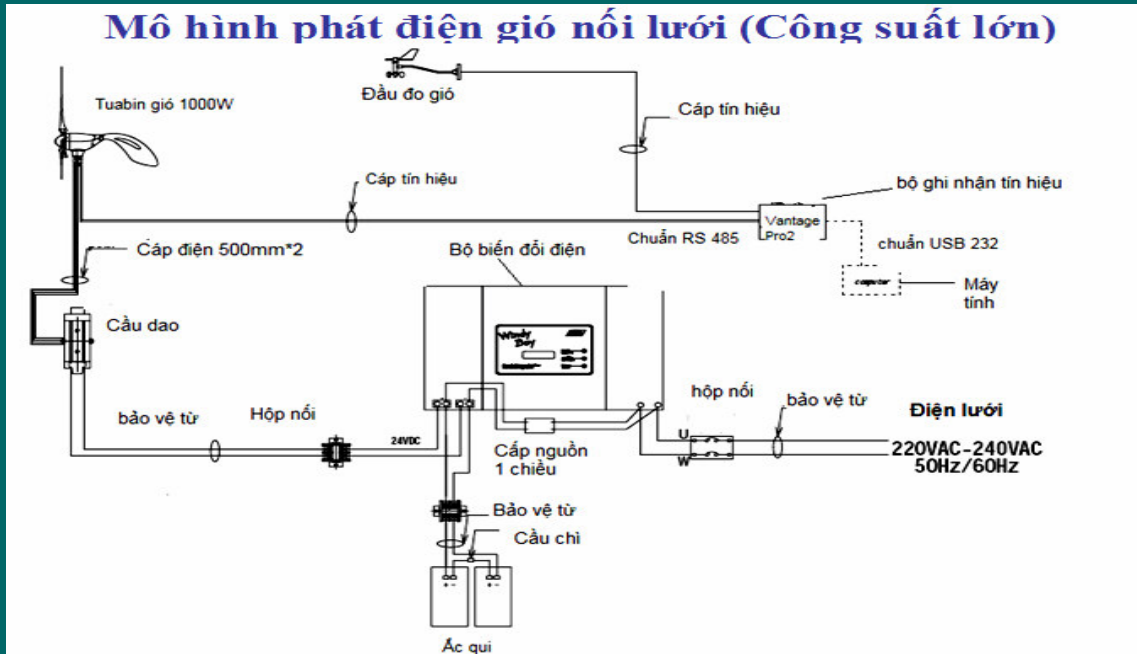 Mô hình phát điện gió nối lưới (Công suất lớn)
Tuabin gió 1000W
Đầu đo gió
Cáp tín hiệu
Cáp tín hiệu
bộ ghi nhận tín hiệu
Vantage
Pro2
Chuẩn RS 485
chuẩn USB 232
computer
Máy
tính
Cáp điện 500mm*2
Bộ biến đổi điện
Cầu dao
Windy
Boy
bảo vệ từ
Hộp nối
24VDC
Cấp nguồn
1 chiều
hộp nối
bảo vệ từ
U
W
Điện lưới
220VAC-240VAC
50Hz/60Hz
Bảo vệ từ
Cầu chì
+ -
+ -
Ắc qui